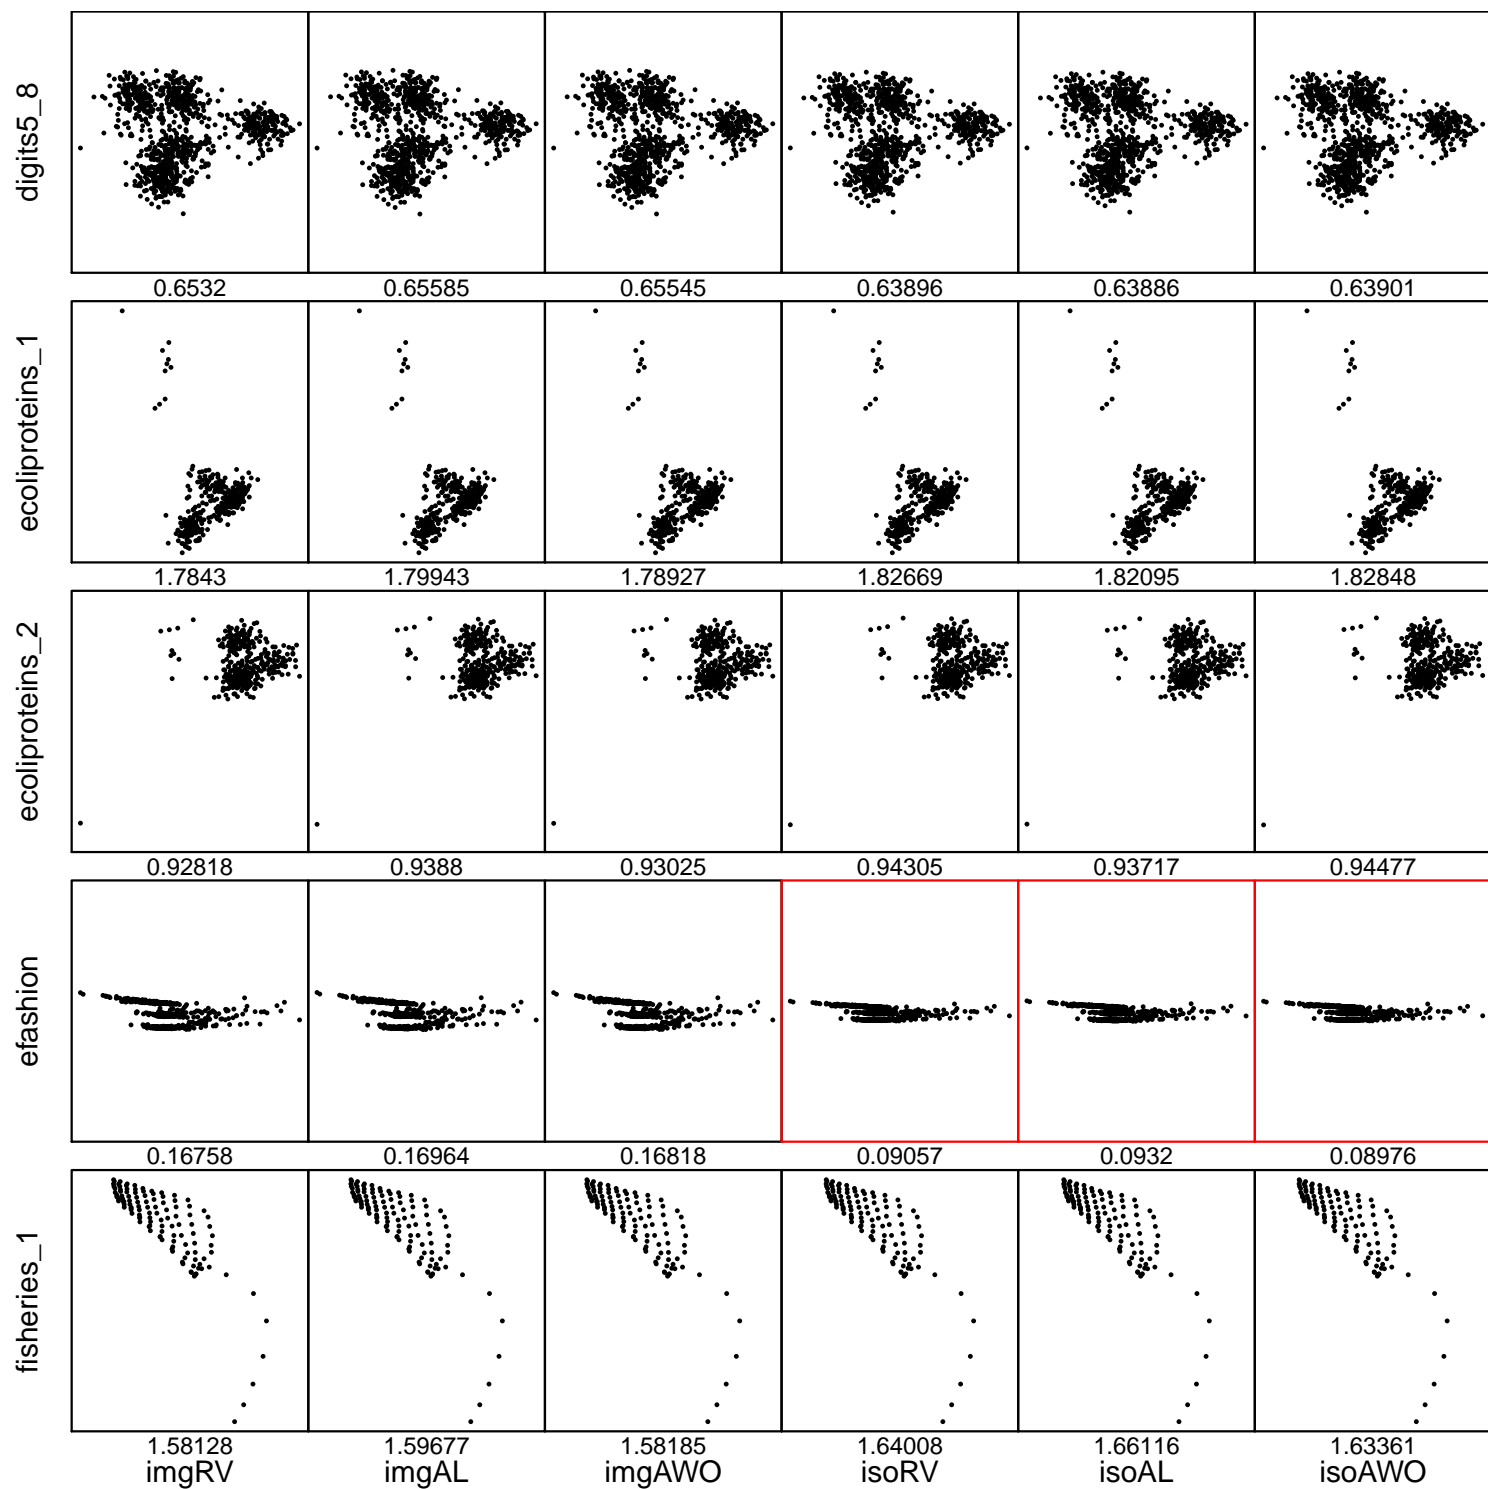 digits5_8
0.6532 0.65585 0.65545 0.63896 0.63886 0.63901
ecoliproteins_1
1.7843 1.79943 1.78927 1.82669 1.82095 1.82848
ecoliproteins_2
0.92818 0.9388 0.93025 0.94305 0.93717 0.94477
efashion
0.16758 0.16964 0.16818 0.09057 0.0932 0.08976
fisheries_1
1.58128 1.59677 1.58185 1.64008 1.66116 1.63361
imgRV imgAL imgAWO isoRV isoAL isoAWO